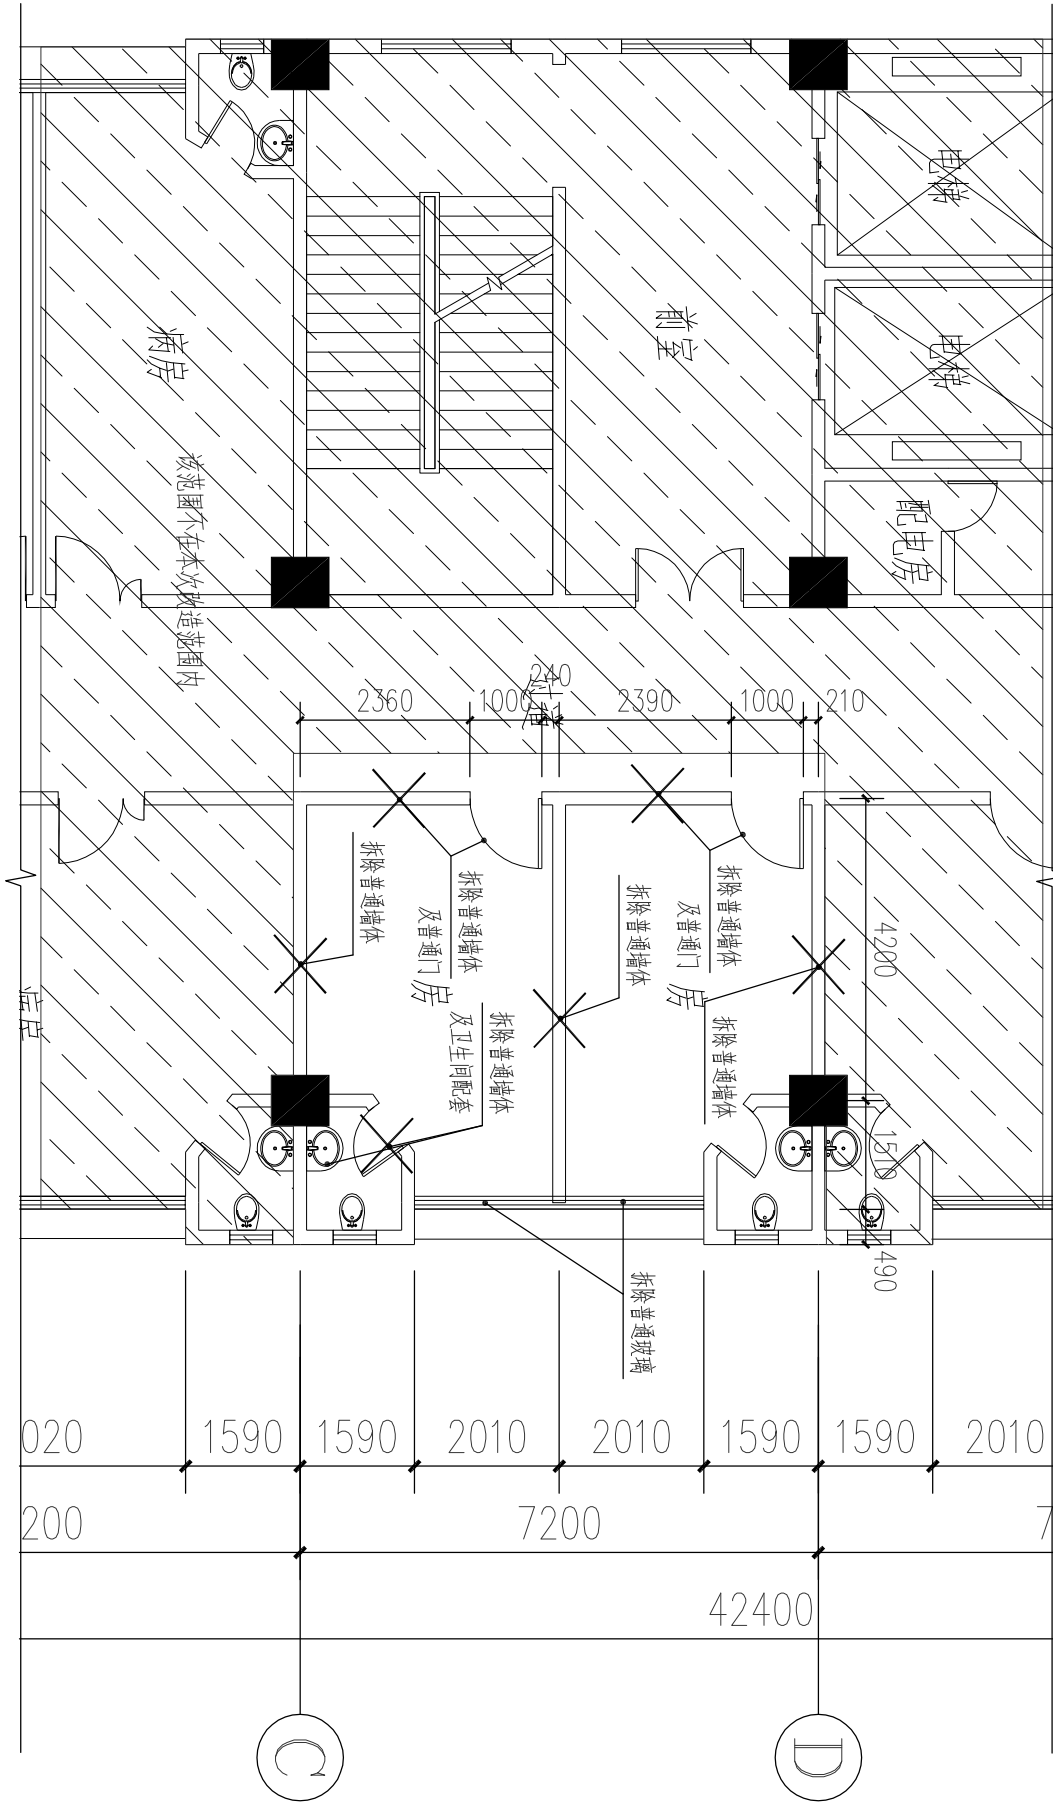 电梯
前室
电梯
病房
该范围不在本次改造范围内
配电房
240
过道
2360
1000
2390
1000
210
拆除普通墙体
拆除普通墙体
及普通门
房
拆除普通墙体
拆除普通墙体
及普通门
房
4200
拆除普通墙体
及卫生间配套
拆除普通墙体
1510
490
拆除普通玻璃
020
1590
1590
2010
2010
1590
1590
2010
200
7200
7
42400
C
D